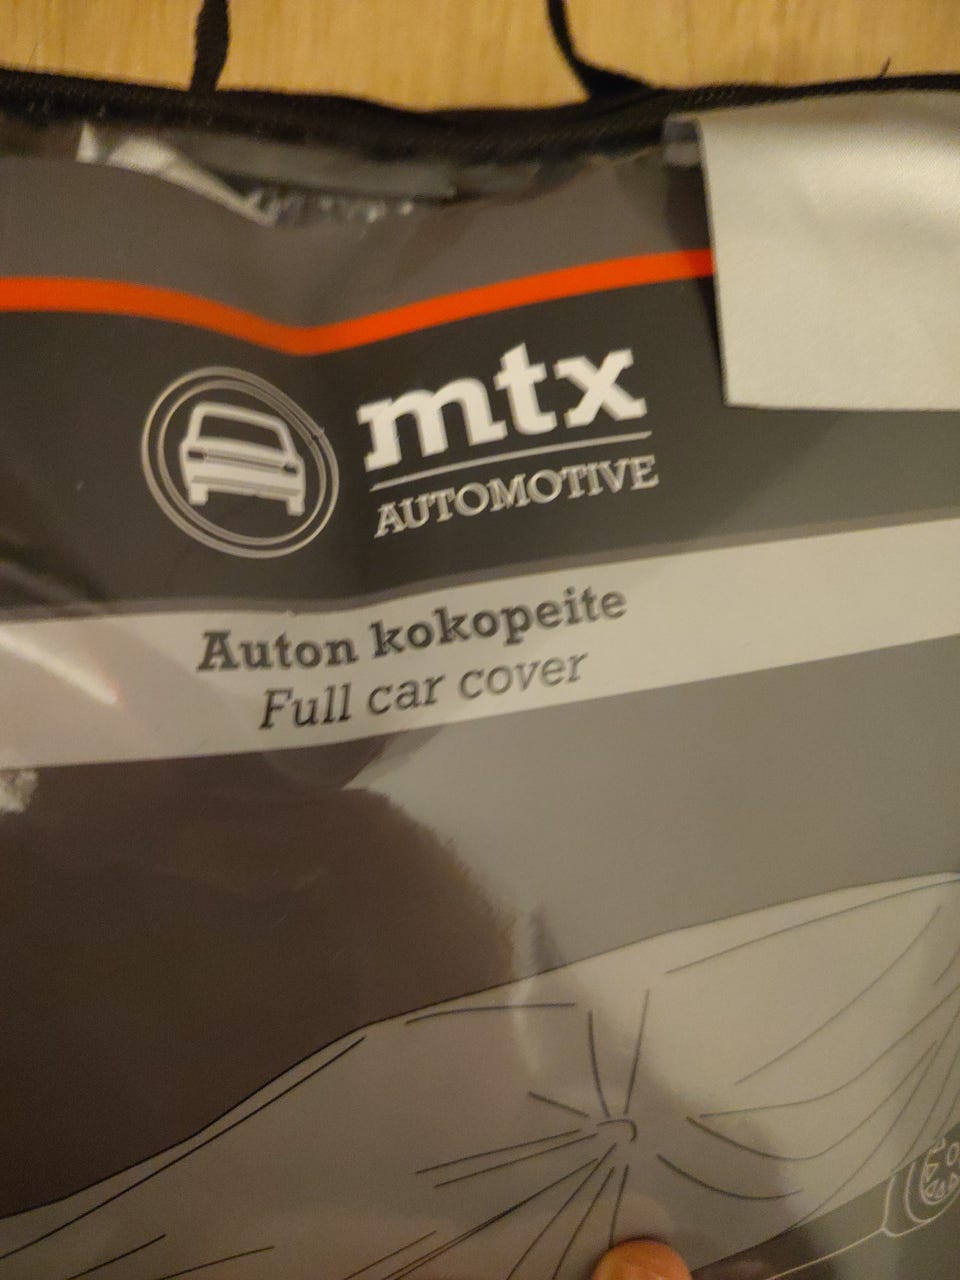 mtx
AUTOMOTIVE
Auton kokopeite
Full car cover